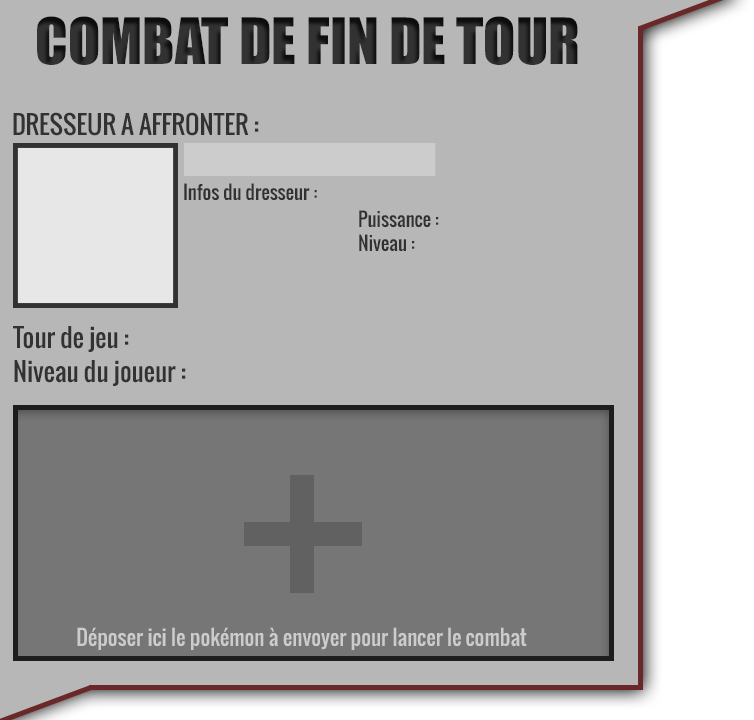 COMBAT DE FIN DE TOUR
DRESSEUR A AFFRONTER :
Infos du dresseur :
Puissance :
Niveau :
Tour de jeu :
Niveau du joueur :
Déposer ici le pokémon à envoyer pour lancer le combat